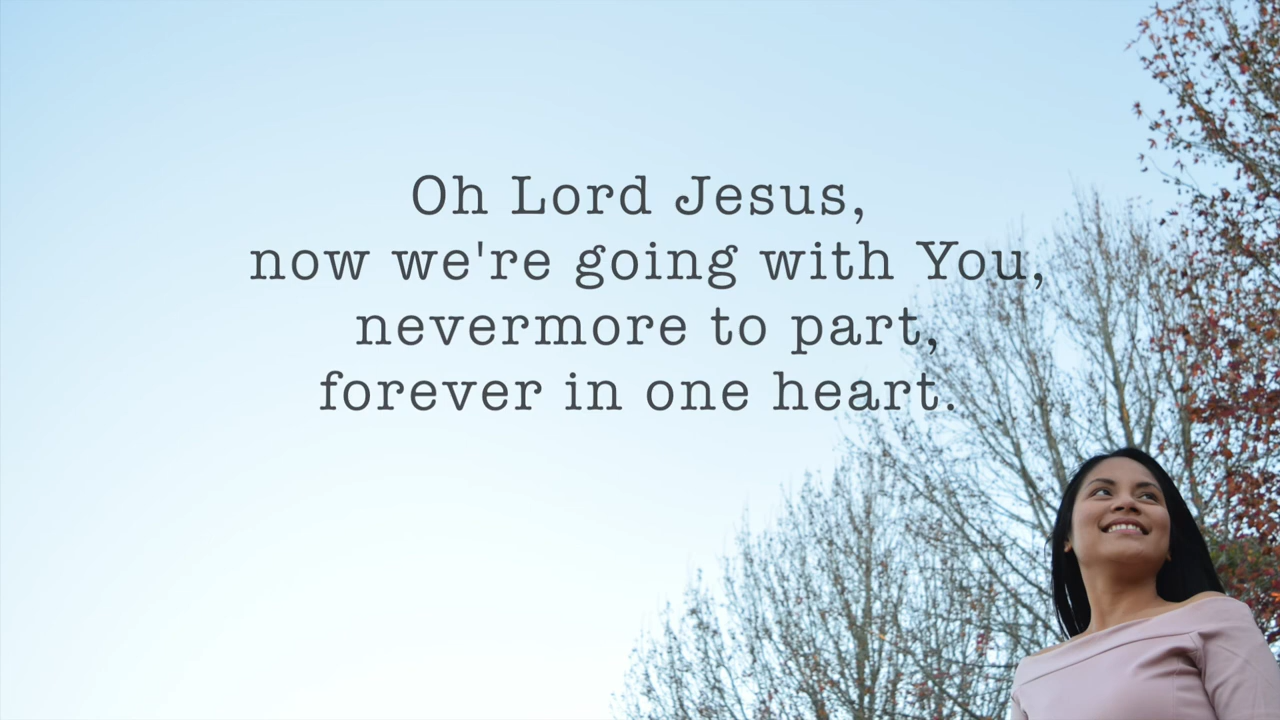 Oh Lord Jesus,
now we're going with You,
nevermore to part,
forever in one heart.